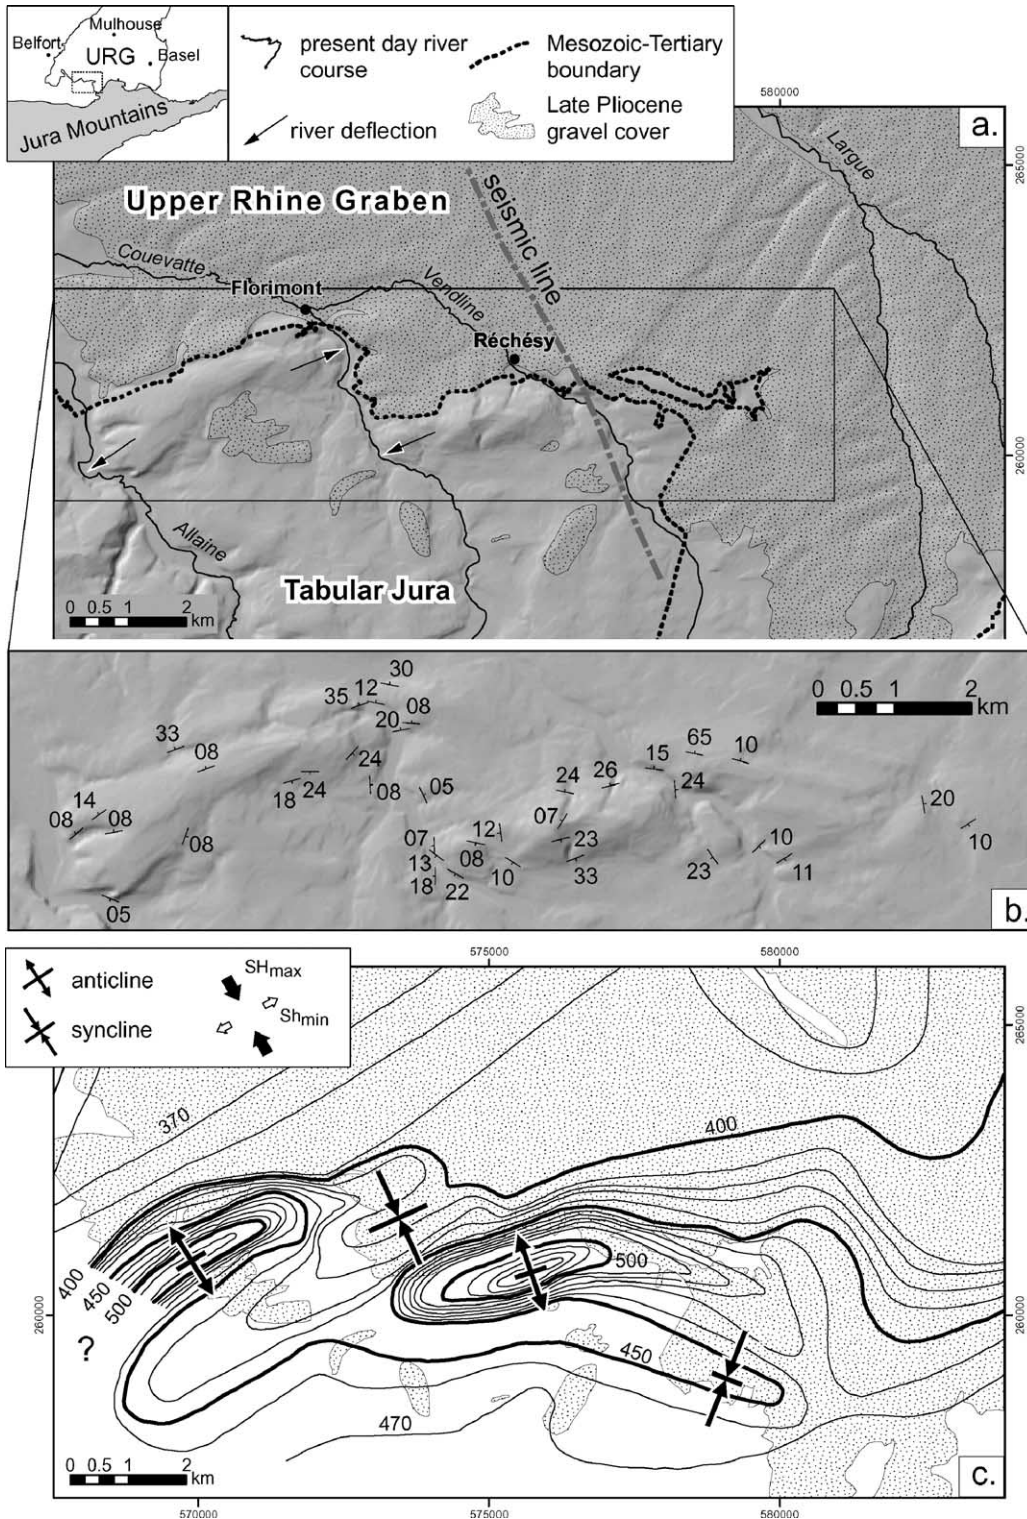 Mulhouse
Belfort
URG
Basel
Jura Mountains
present day river
course
river deflection
Mesozoic-Tertiary
boundary
Late Pliocene
gravel cover
580000
a.
265000
Largue
Upper Rhine Graben
seismic line
Couevatte
Florimont
Vendline
Réchésy
260000
Allaine
Tabular Jura
0 0.5 1 2
km
30
35 12
08
20
33
08
24
18 24
08
05
14
08
08
08
05
15 65 10
24 26
24
07
12
23
07
08
13
10
33
18
22
23
10
11
20
10
0 0.5 1 2
km
b.
anticline
syncline
SHmax
Shmin
575000
580000
265000
370
400
400
450
500
500
?
450
470
260000
260000
0 0.5 1 2
km
c.
570000
575000
580000